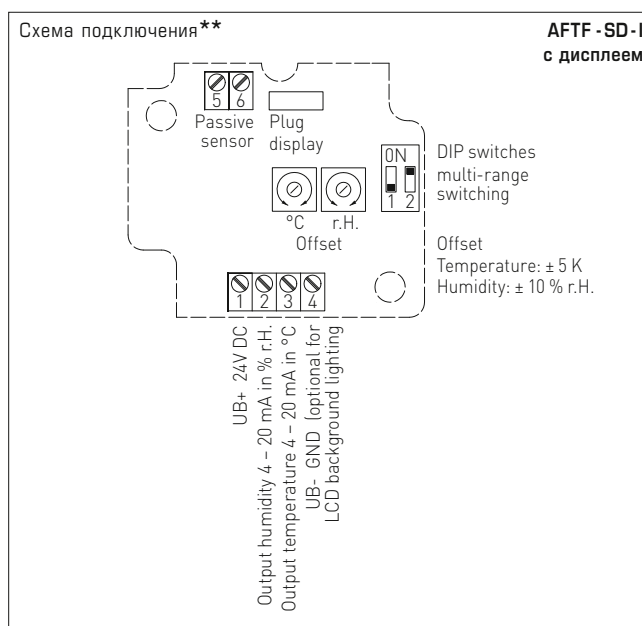 Схема подключения**
AFTF - SD - I
с дисплеем
5 6
Passive
sensor
Plug
display
ON
1 2
DIP switches
multi-range
switching
°C r.H.
Offset
Offset
Temperature: ± 5 K
Humidity: ± 10 % r.H.
1 2 3 4
UB+ 24V DC
Output humidity 4 – 20 mA in % r.H.
Output temperature 4 – 20 mA in °C
UB- GND (optional for
LCD background lighting